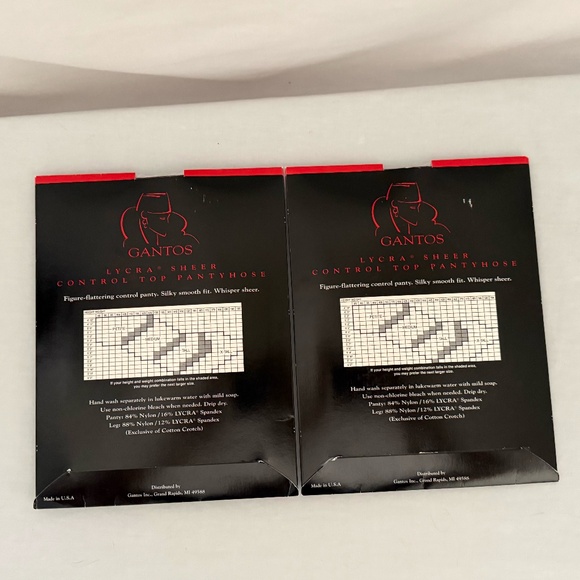 GANTOS
LYCRA® SHEER
CONTROL TOP PANTYHOSE
Figure-flattering control panty. Silky smooth fit. Whisper sheer.
PETITE
MEDIUM
If your height and weight combination falls in the shaded area,
you may prefer the next larger size.
Hand wash separately in lukewarm water with mild soap.
Use non-chlorine bleach when needed. Drip dry.
Panty: 84% Nylon/16% LYCRA® Spandex
Leg: 88% Nylon/12% LYCRA® Spandex
(Exclusive of Cotton Crotch)
Distributed by
Gantos Inc., Grand Rapids, MI 49588
Made in U.S.A
GANTOS
LYCRA® SHEER
CONTROL TOP PANTYHOSE
Figure-flattering control panty. Silky smooth fit. Whisper sheer.
PETITE
MEDIUM
If your height and weight combination falls in the shaded area,
you may prefer the next larger size.
Hand wash separately in lukewarm water with mild soap.
Use non-chlorine bleach when needed. Drip dry.
Panty: 84% Nylon/16% LYCRA® Spandex
Leg: 88% Nylon/12% LYCRA® Spandex
(Exclusive of Cotton Crotch)
Distributed by
Gantos Inc., Grand Rapids, MI 49588
Made in U.S.A